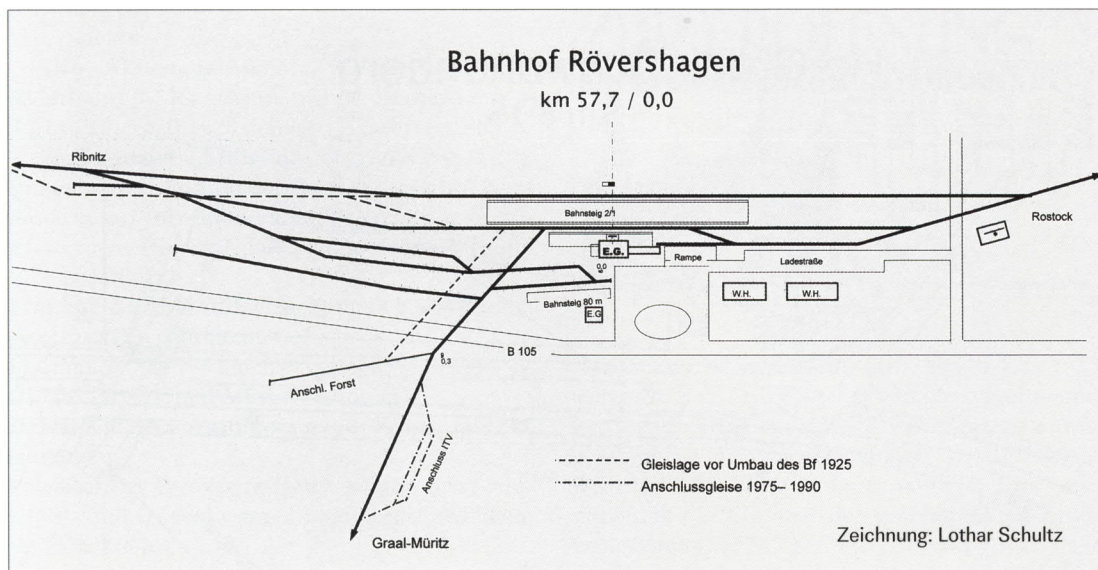 Bahnhof Rövershagen
km 57,7 / 0,0
Ribnitz
Rostock
Bahnsteig 2/1
E.G.
0,0
Rampe
Ladestraße
W.H.
W.H.
Bahnsteig 80 m
E.G
B 105
0,3
Anschl. Forst
Anschluss ITV
Graal-Müritz
Gleislage vor Umbau des Bf 1925
Anschlussgleise 1975– 1990
Zeichnung: Lothar Schultz